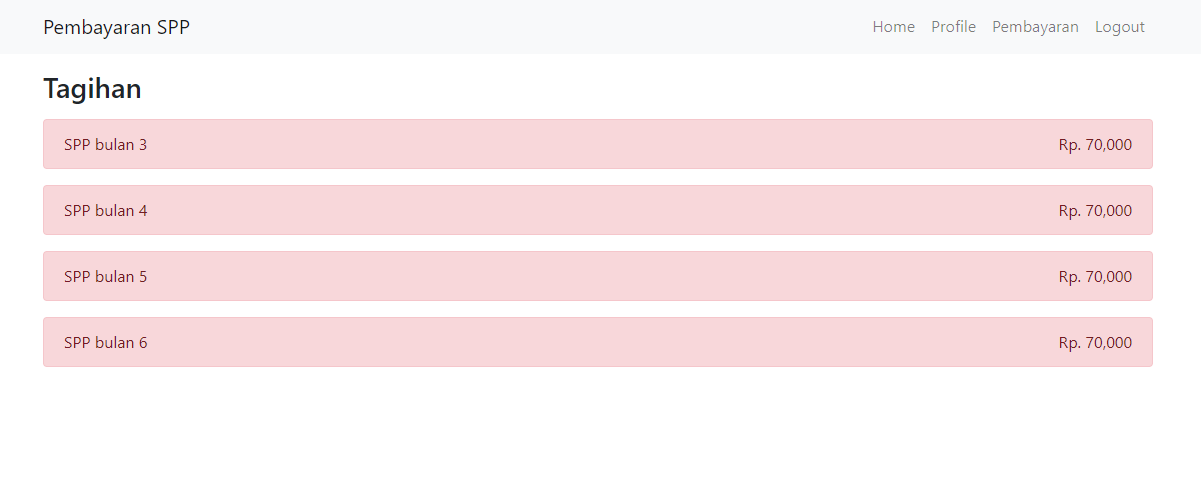 Pembayaran SPP Home Profile Pembayaran Logout
Tagihan
SPP bulan 3 Rp. 70,000
SPP bulan 4 Rp. 70,000
SPP bulan 5 Rp. 70,000
SPP bulan 6 Rp. 70,000